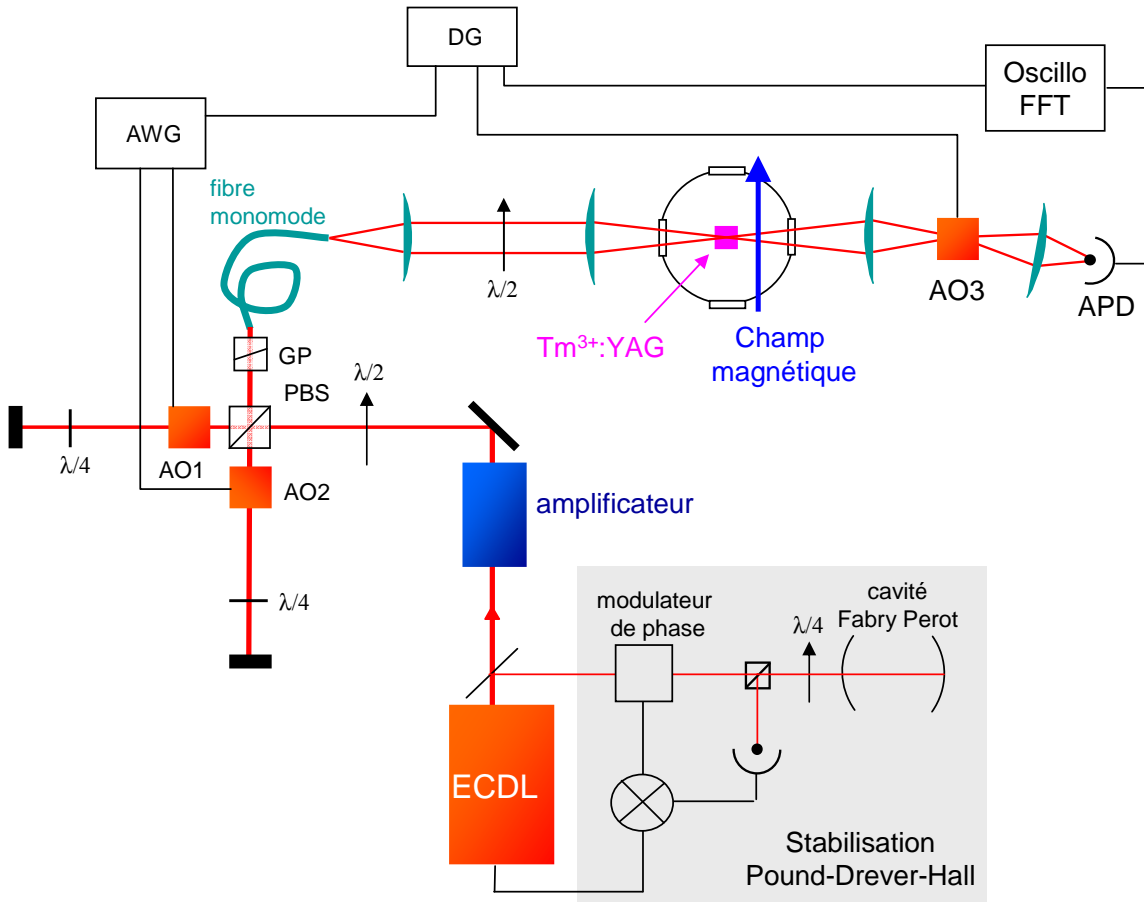 DG
Oscillo
FFT
AWG
fibre
monomode
λ/2
AO3
APD
Tm³⁺:YAG
Champ
magnétique
GP
PBS
λ/2
λ/4
AO1
AO2
amplificateur
λ/4
modulateur
de phase
cavité
Fabry Perot
λ/4
ECDL
Stabilisation
Pound-Drever-Hall